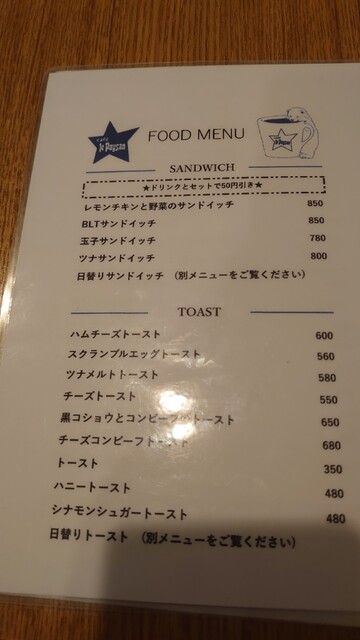 Cafe
le Paysan
FOOD MENU
SANDWICH
★ドリンクとセットで50円引き★
レモンチキンと野菜のサンドイッチ 850
BLTサンドイッチ 850
玉子サンドイッチ 780
ツナサンドイッチ 800
日替りサンドイッチ (別メニューをご覧ください)
TOAST
ハムチーズトースト 600
スクランブルエッグトースト 560
ツナメルトトースト 580
チーズトースト 550
黒コショウとコンビーフのトースト 650
チーズコンビーフトースト 680
トースト 350
ハニートースト 480
シナモンシュガートースト 480
日替りトースト (別メニューをご覧ください)